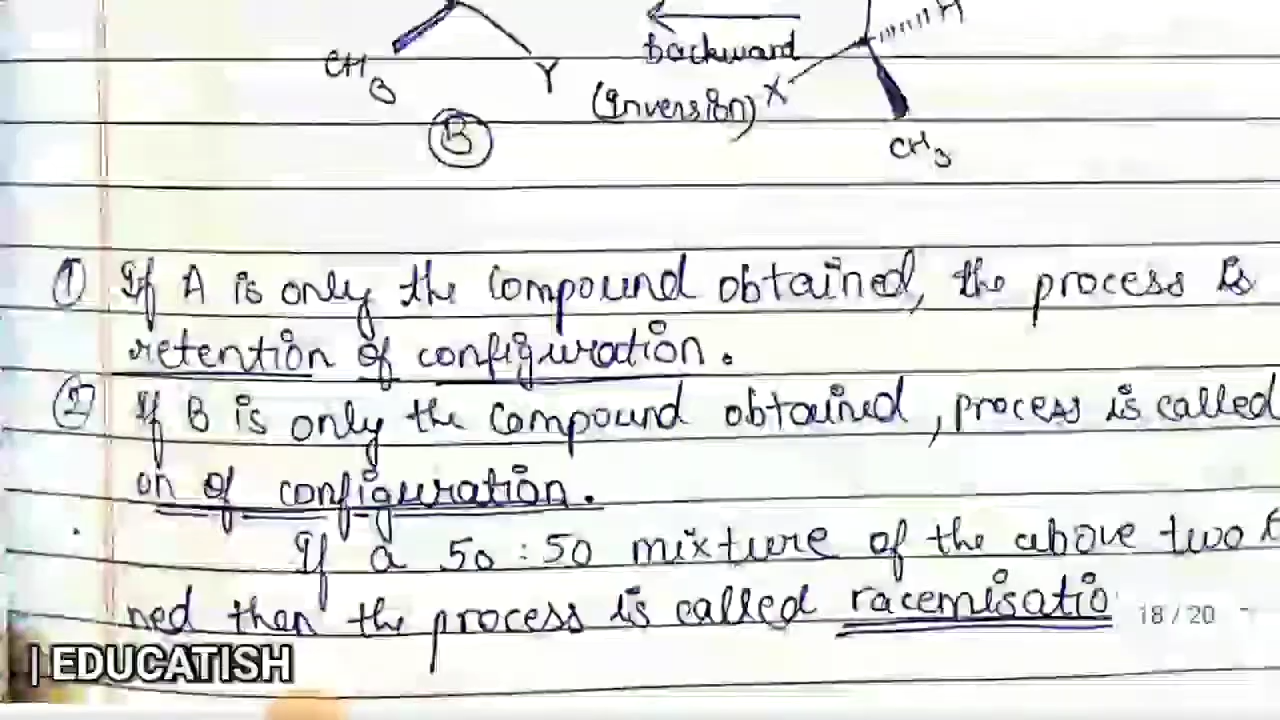 H
backward
CH3 Y (Inversion) X
B
CH3
① If A is only the compound obtained, the process is
retention of configuration.
② If B is only the compound obtained, process is called
on of configuration.
If a 50:50 mixture of the above two
ned than the process is called racemisatio
18 / 20
| EDUCATISH